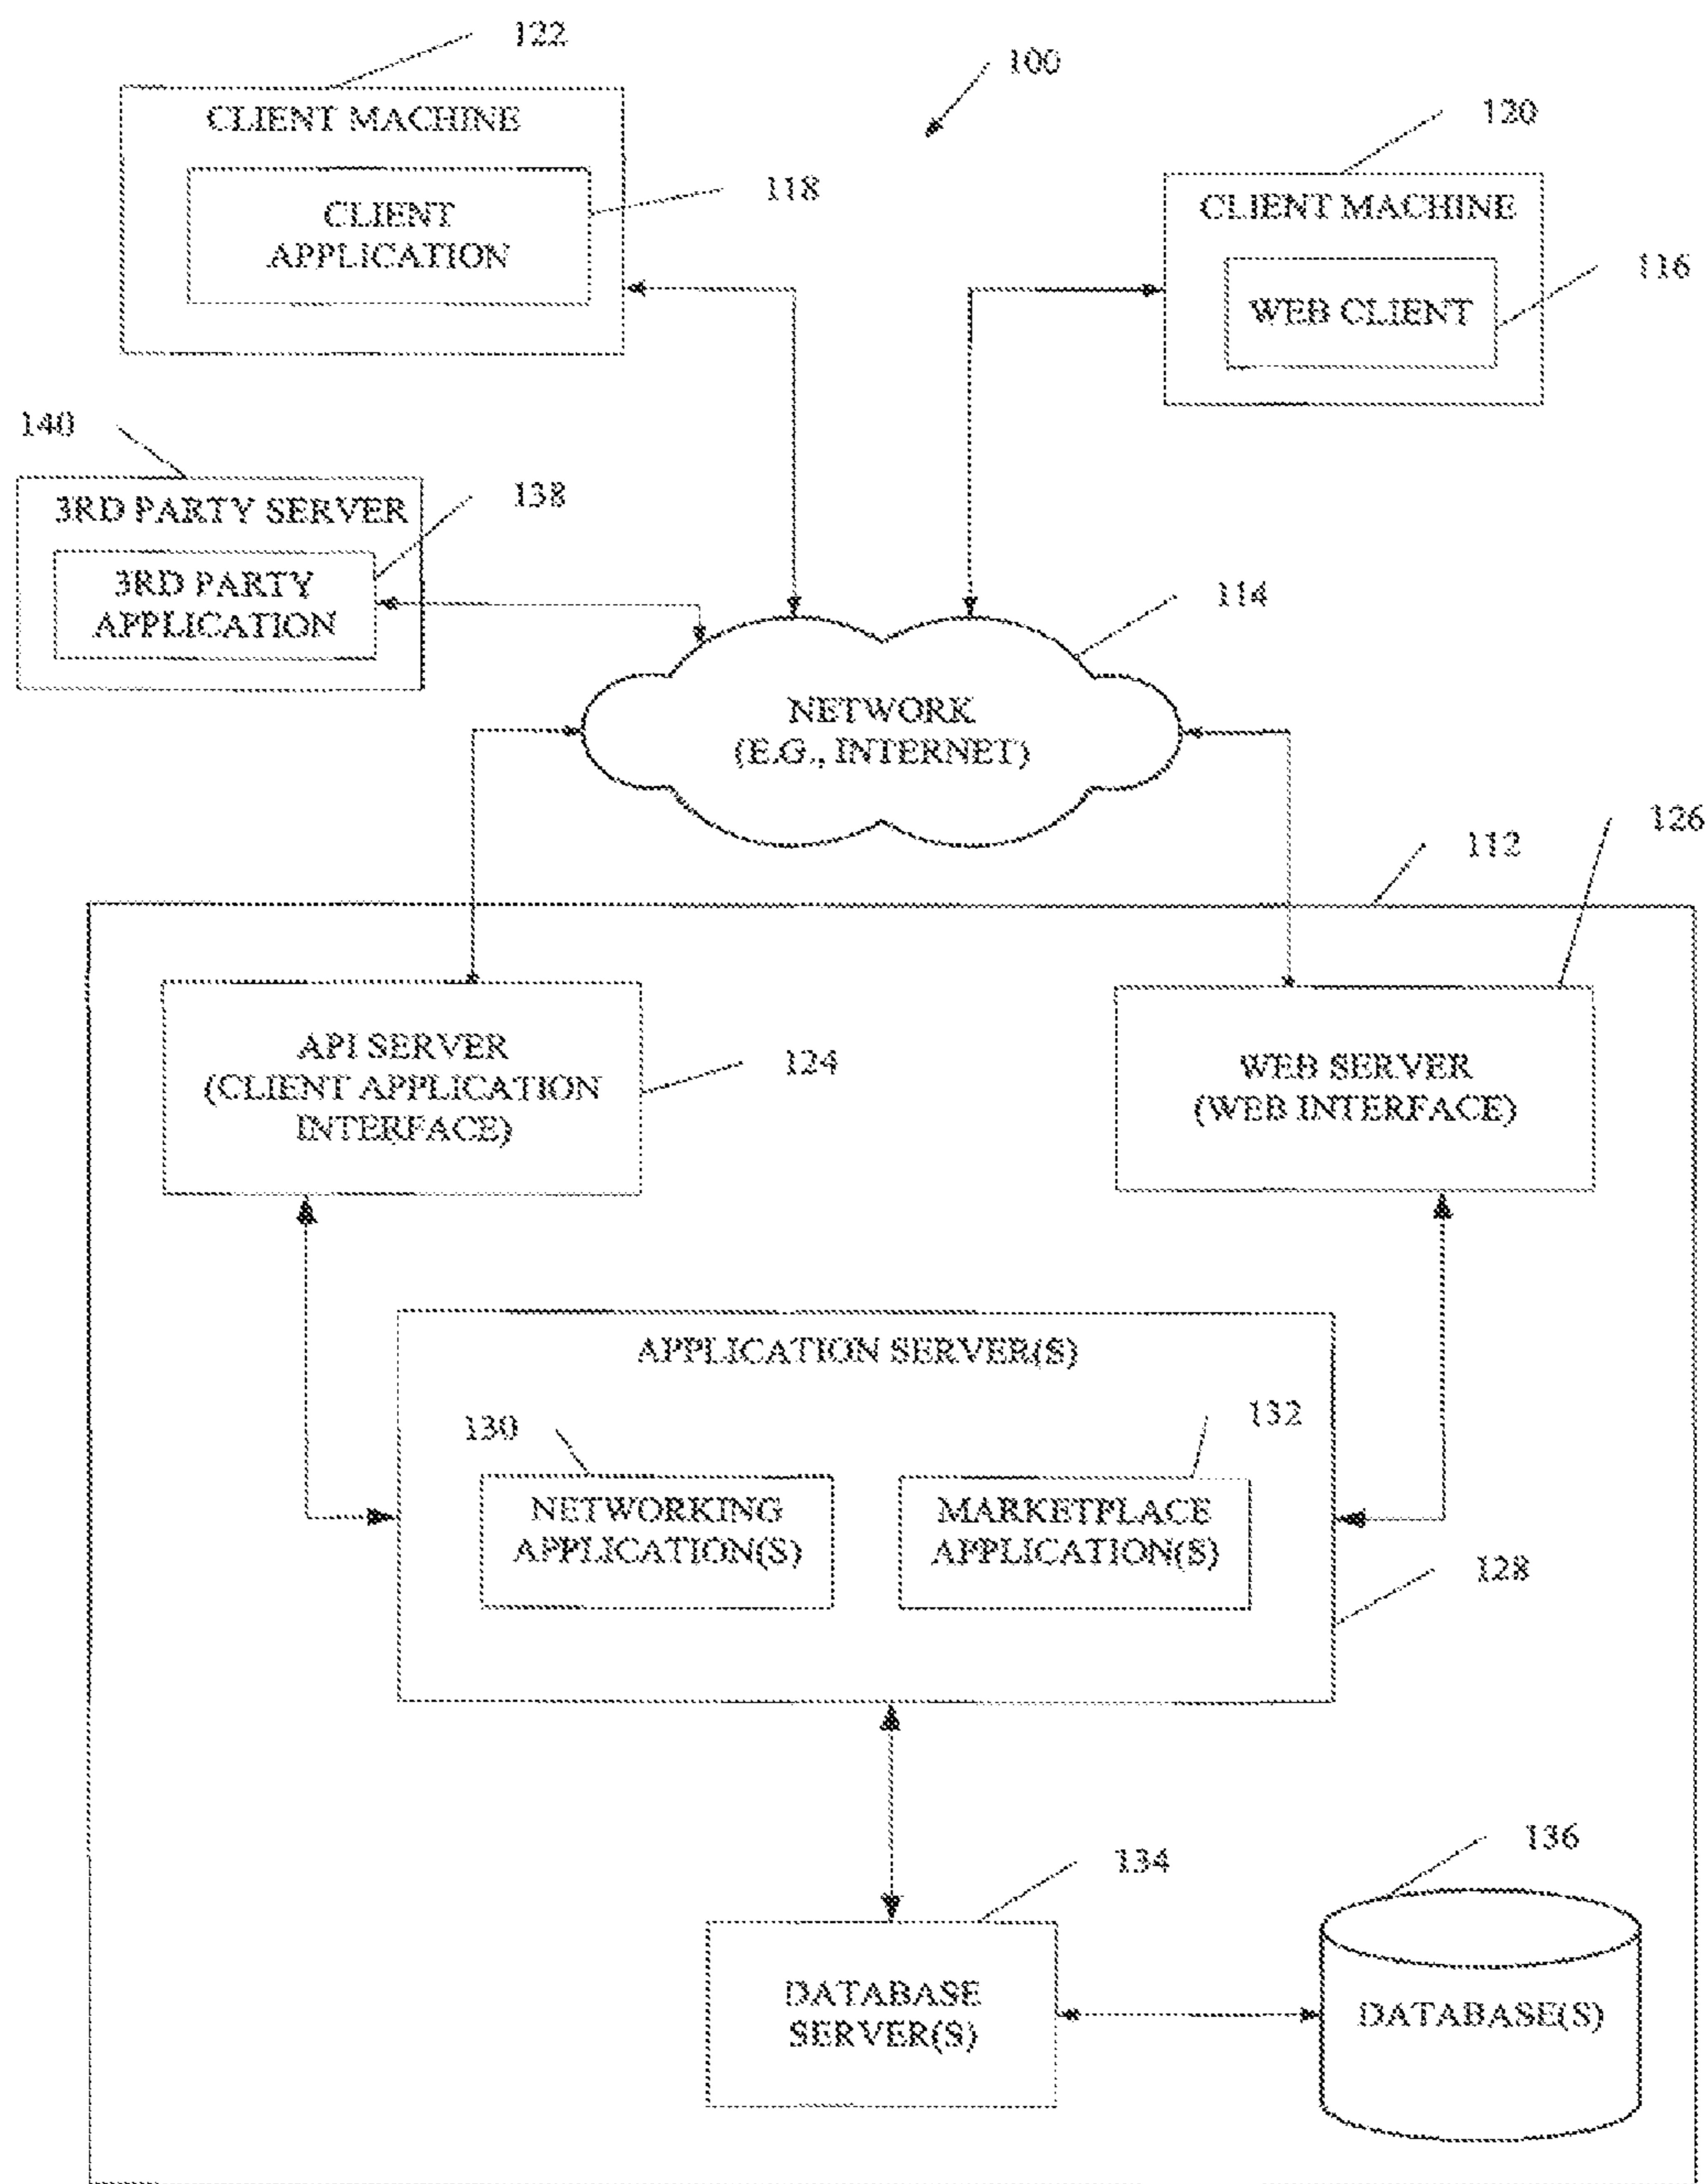 122
100
CLIENT MACHINE
120
118
CLIENT
APPLICATION
CLIENT MACHINE
116
WEB CLIENT
140
3RD PARTY SERVER
138
3RD PARTY
APPLICATION
114
NETWORK
(E.G., INTERNET)
126
112
API SERVER
(CLIENT APPLICATION
INTERFACE)
124
WEB SERVER
(WEB INTERFACE)
APPLICATION SERVER(S)
130
132
NETWORKING
APPLICATION(S)
MARKETPLACE
APPLICATION(S)
128
134
136
DATABASE
SERVER(S)
DATABASE(S)